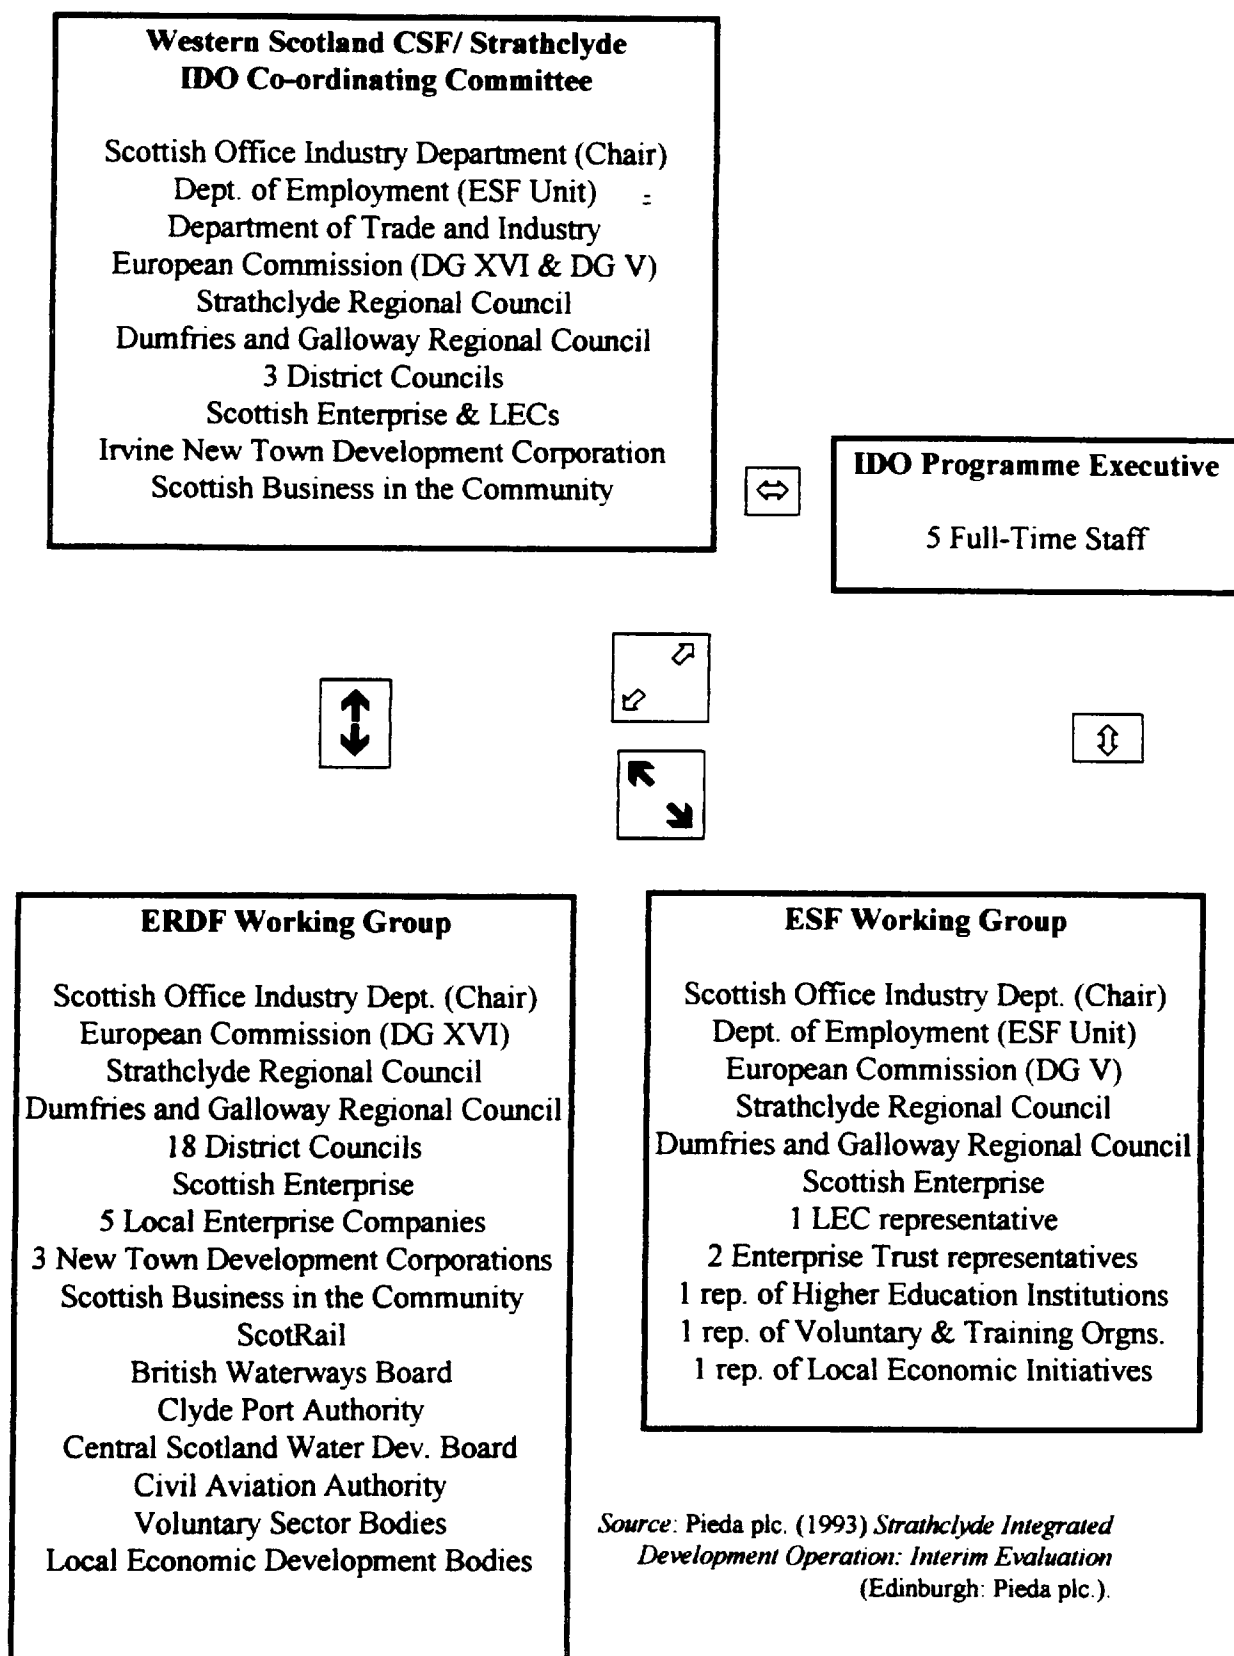 Western Scotland CSF/ Strathclyde
IDO Co-ordinating Committee
Scottish Office Industry Department (Chair)
Dept. of Employment (ESF Unit)
Department of Trade and Industry
European Commission (DG XVI & DG V)
Strathclyde Regional Council
Dumfries and Galloway Regional Council
3 District Councils
Scottish Enterprise & LECs
Irvine New Town Development Corporation
Scottish Business in the Community
IDO Programme Executive
5 Full-Time Staff
ERDF Working Group
Scottish Office Industry Dept. (Chair)
European Commission (DG XVI)
Strathclyde Regional Council
Dumfries and Galloway Regional Council
18 District Councils
Scottish Enterprise
5 Local Enterprise Companies
3 New Town Development Corporations
Scottish Business in the Community
ScotRail
British Waterways Board
Clyde Port Authority
Central Scotland Water Dev. Board
Civil Aviation Authority
Voluntary Sector Bodies
Local Economic Development Bodies
ESF Working Group
Scottish Office Industry Dept. (Chair)
Dept. of Employment (ESF Unit)
European Commission (DG V)
Strathclyde Regional Council
Dumfries and Galloway Regional Council
Scottish Enterprise
1 LEC representative
2 Enterprise Trust representatives
1 rep. of Higher Education Institutions
1 rep. of Voluntary & Training Orgns.
1 rep. of Local Economic Initiatives
Source: Pieda plc. (1993) Strathclyde Integrated
Development Operation: Interim Evaluation
(Edinburgh: Pieda plc.).